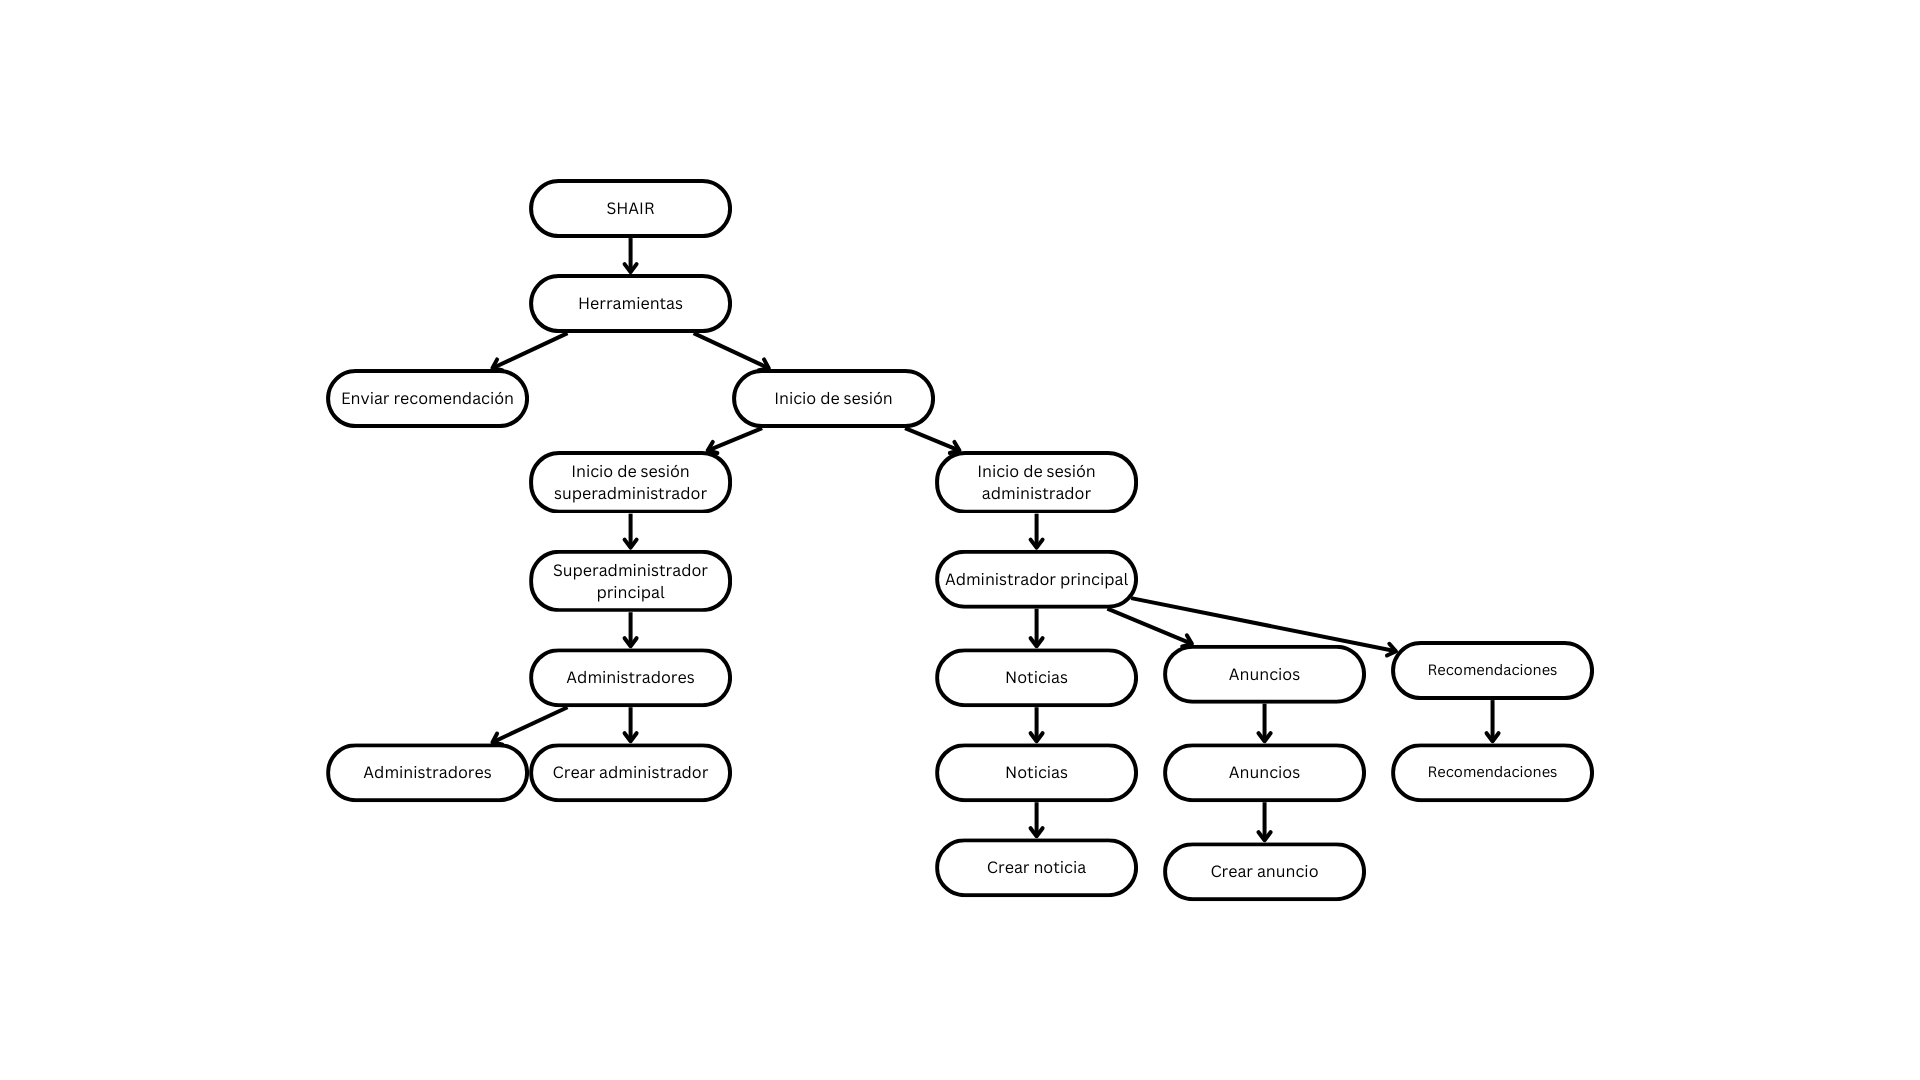 SHAIR
Herramientas
Enviar recomendación
Inicio de sesión
Inicio de sesión
superadministrador
Inicio de sesión
administrador
Superadministrador
principal
Administrador principal
Administradores
Noticias
Anuncios
Recomendaciones
Administradores
Crear administrador
Noticias
Anuncios
Recomendaciones
Crear noticia
Crear anuncio